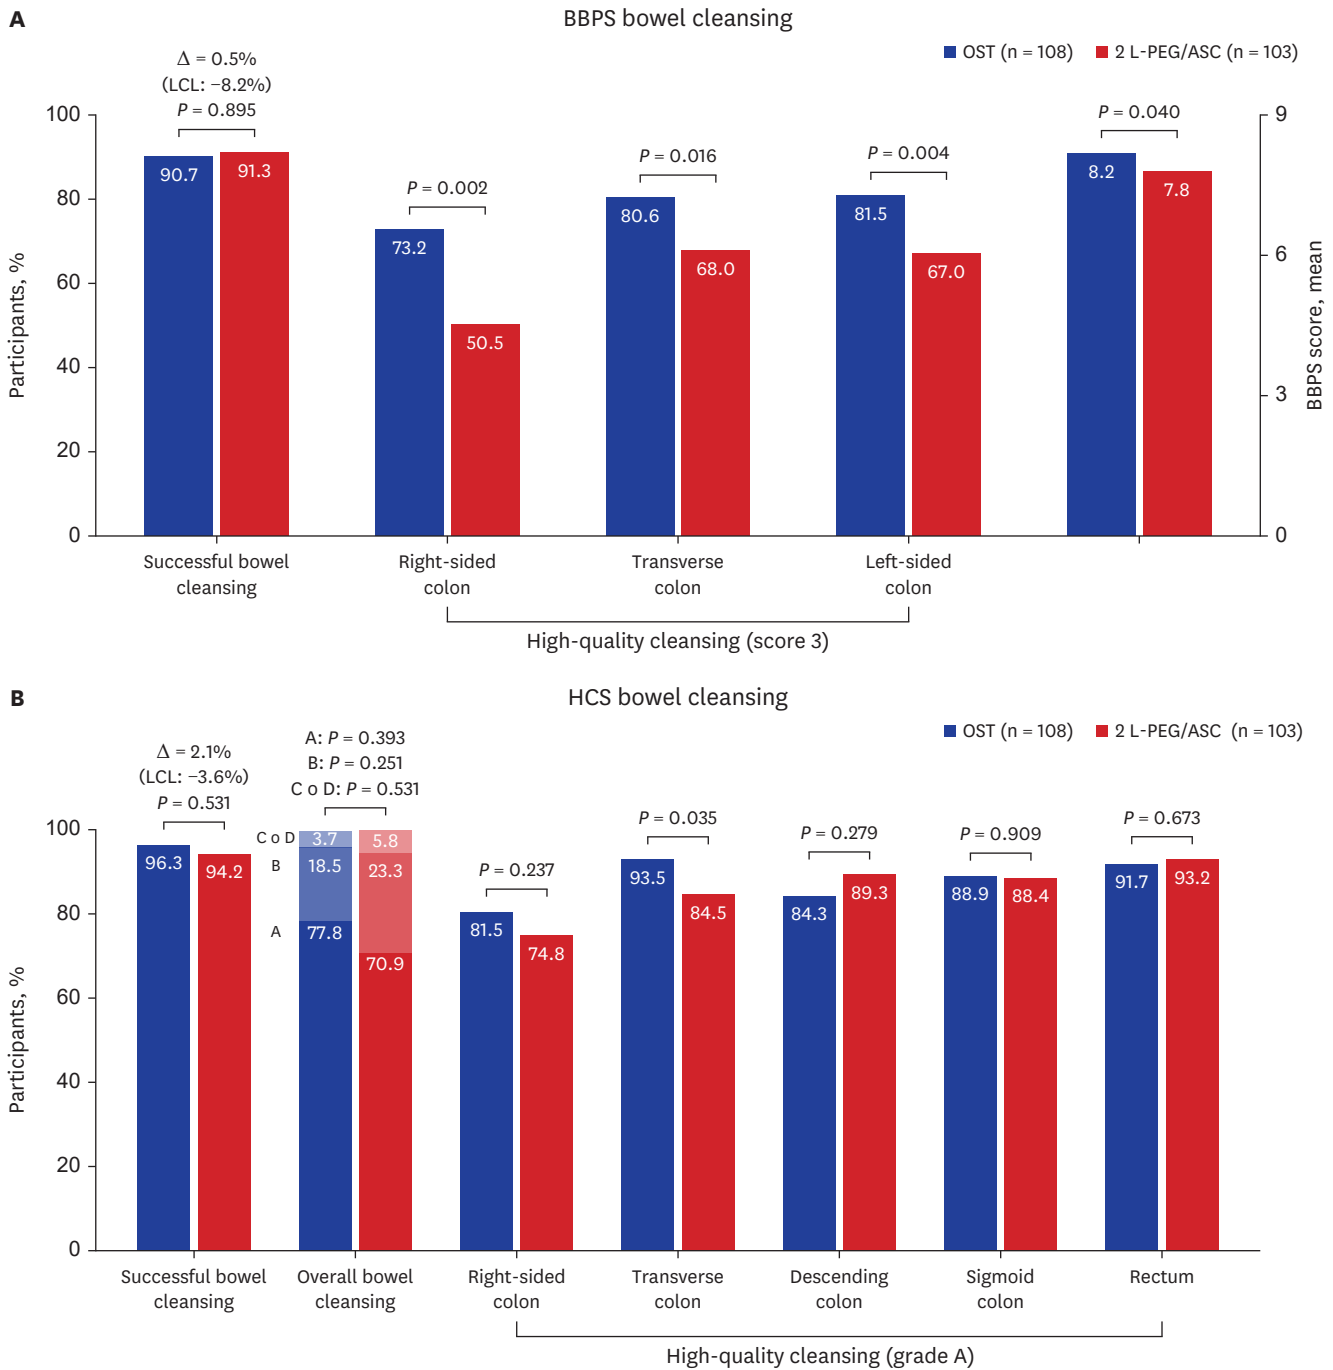 A
BBPS bowel cleansing
OST (n = 108)
2 L-PEG/ASC (n = 103)
Δ = 0.5%
(LCL: −8.2%)
P = 0.895
P = 0.002
P = 0.016
P = 0.004
P = 0.040
Participants, %
100
80
60
40
20
0
90.7
91.3
73.2
50.5
80.6
68.0
81.5
67.0
8.2
7.8
9
6
3
0
BBPS score, mean
Successful bowel
cleansing
Right-sided
colon
Transverse
colon
Left-sided
colon
High-quality cleansing (score 3)
B
HCS bowel cleansing
OST (n = 108)
2 L-PEG/ASC (n = 103)
Δ = 2.1%
(LCL: −3.6%)
P = 0.531
A: P = 0.393
B: P = 0.251
C o D: P = 0.531
P = 0.237
P = 0.035
P = 0.279
P = 0.909
P = 0.673
Participants, %
100
80
60
40
20
0
96.3
94.2
C o D
B
A
3.7
18.5
77.8
5.8
23.3
70.9
81.5
74.8
93.5
84.5
84.3
89.3
88.9
88.4
91.7
93.2
Successful bowel
cleansing
Overall bowel
cleansing
Right-sided
colon
Transverse
colon
Descending
colon
Sigmoid
colon
Rectum
High-quality cleansing (grade A)